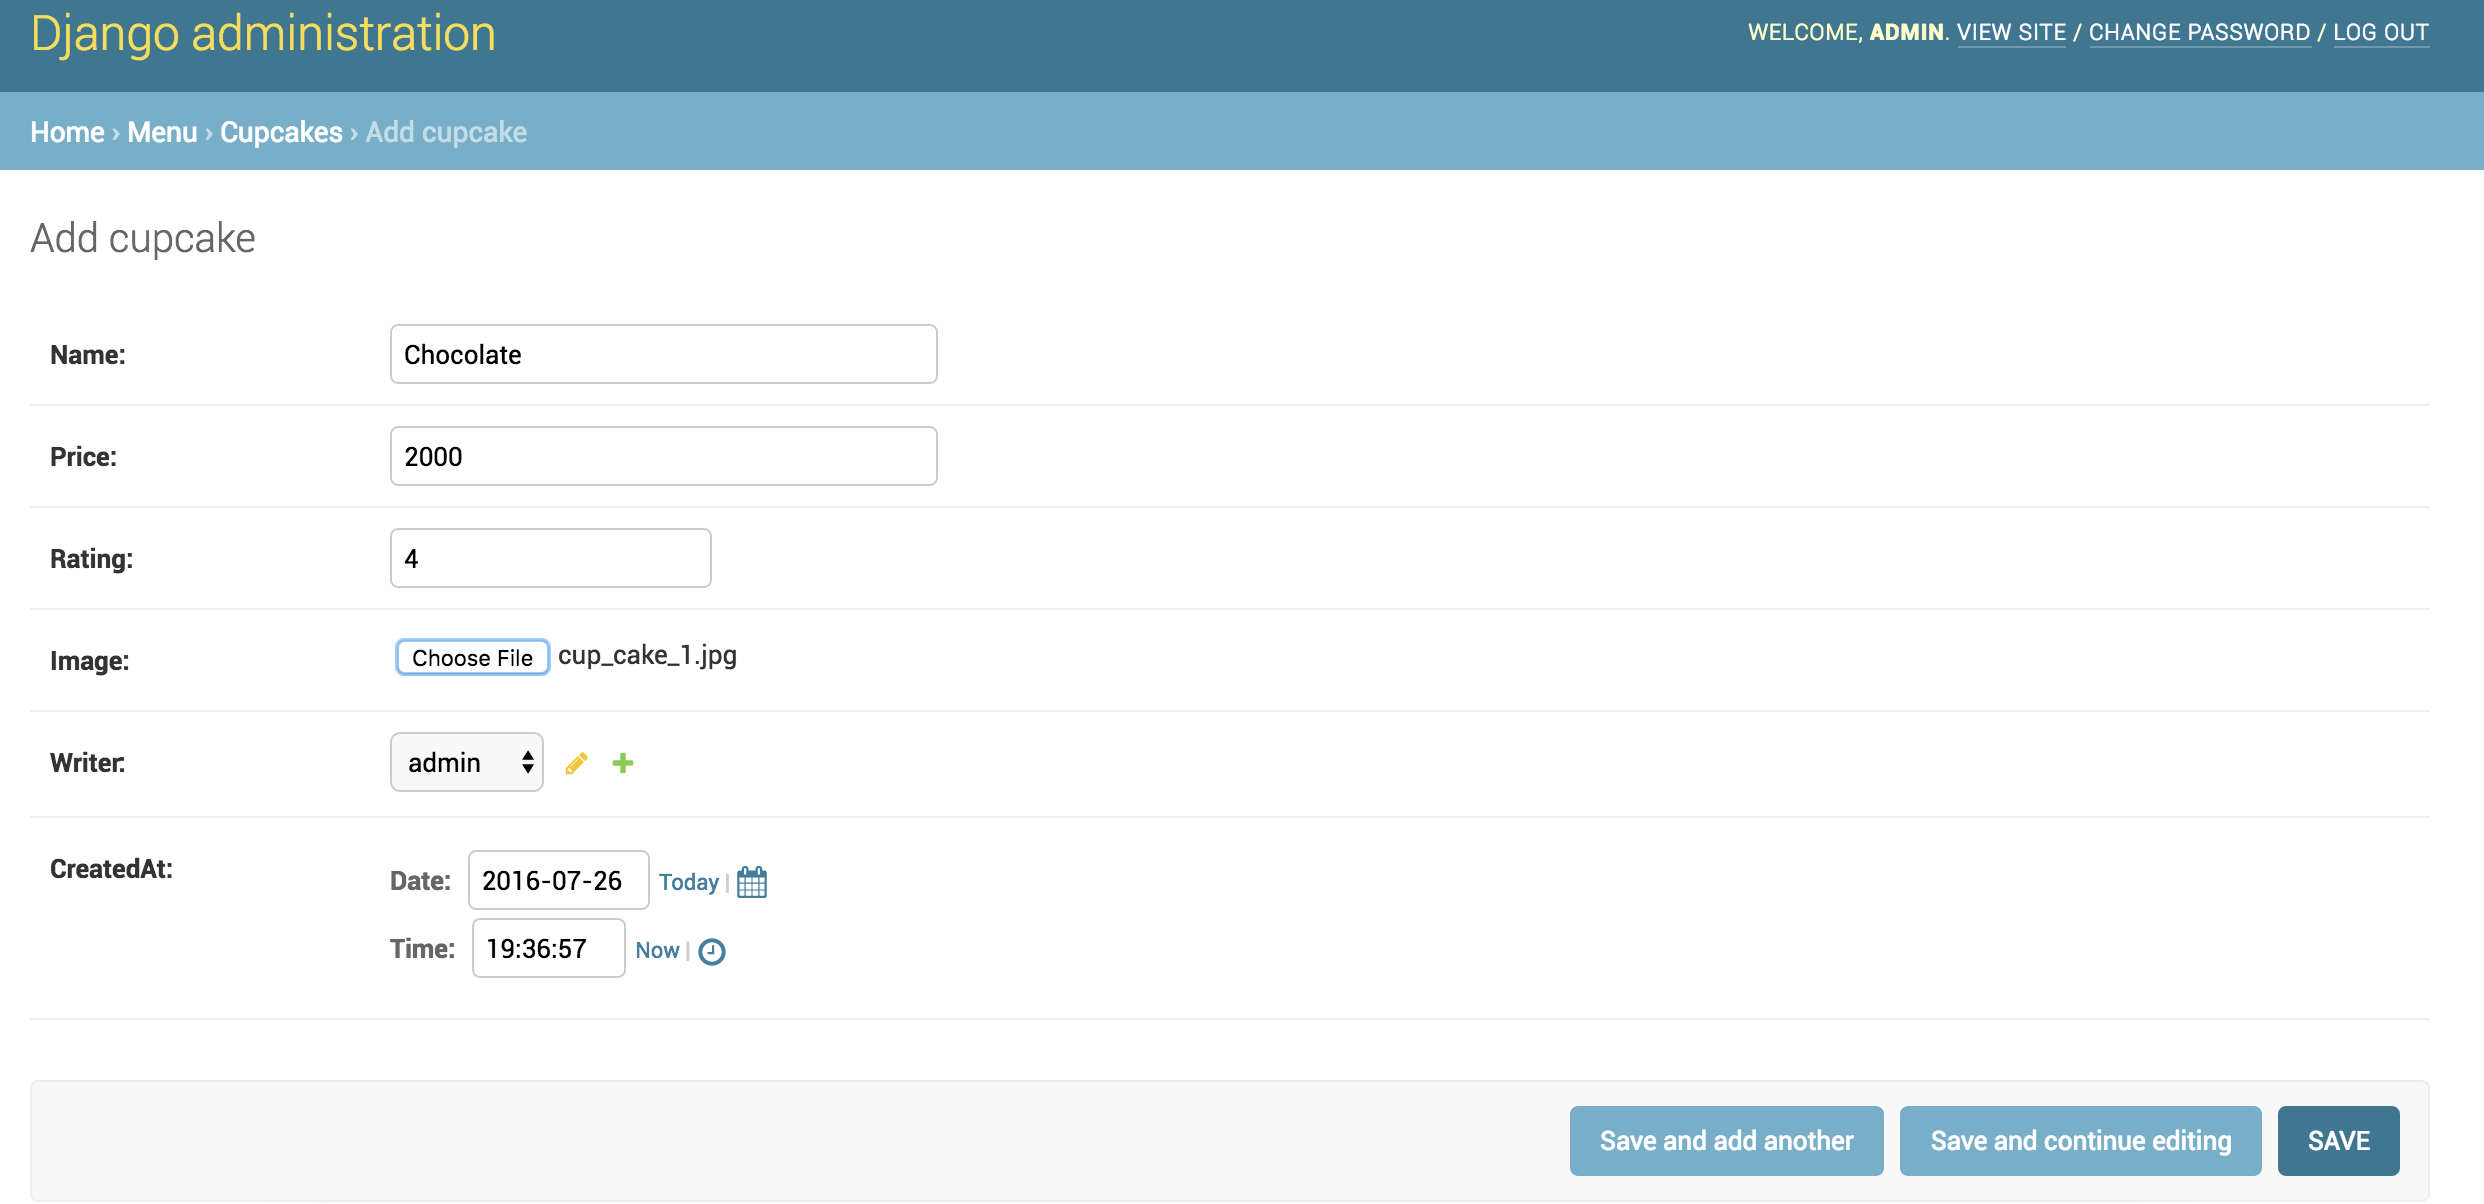 Django administration
WELCOME, ADMIN. VIEW SITE / CHANGE PASSWORD / LOG OUT
Home › Menu › Cupcakes › Add cupcake
Add cupcake
Name: Chocolate
Price: 2000
Rating: 4
Image: Choose File cup_cake_1.jpg
Writer: admin
CreatedAt: Date: 2016-07-26 Today |
Time: 19:36:57 Now |
Save and add another Save and continue editing SAVE